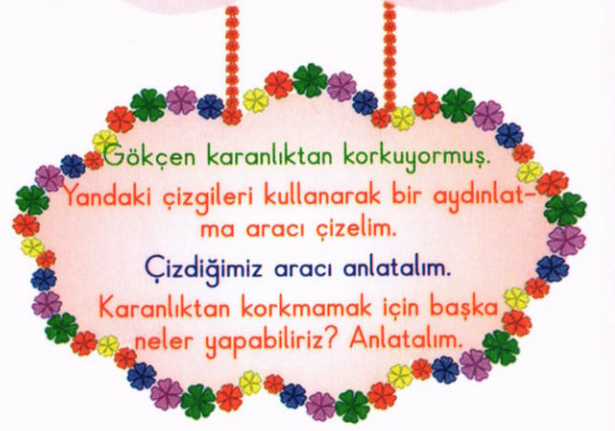 Gökçen karanlıktan korkuyormuş.
Yandaki çizgileri kullanarak bir aydınlat-
ma aracı çizelim.
Çizdiğimiz aracı anlatalım.
Karanlıktan korkmamak için başka
neler yapabiliriz? Anlatalım.